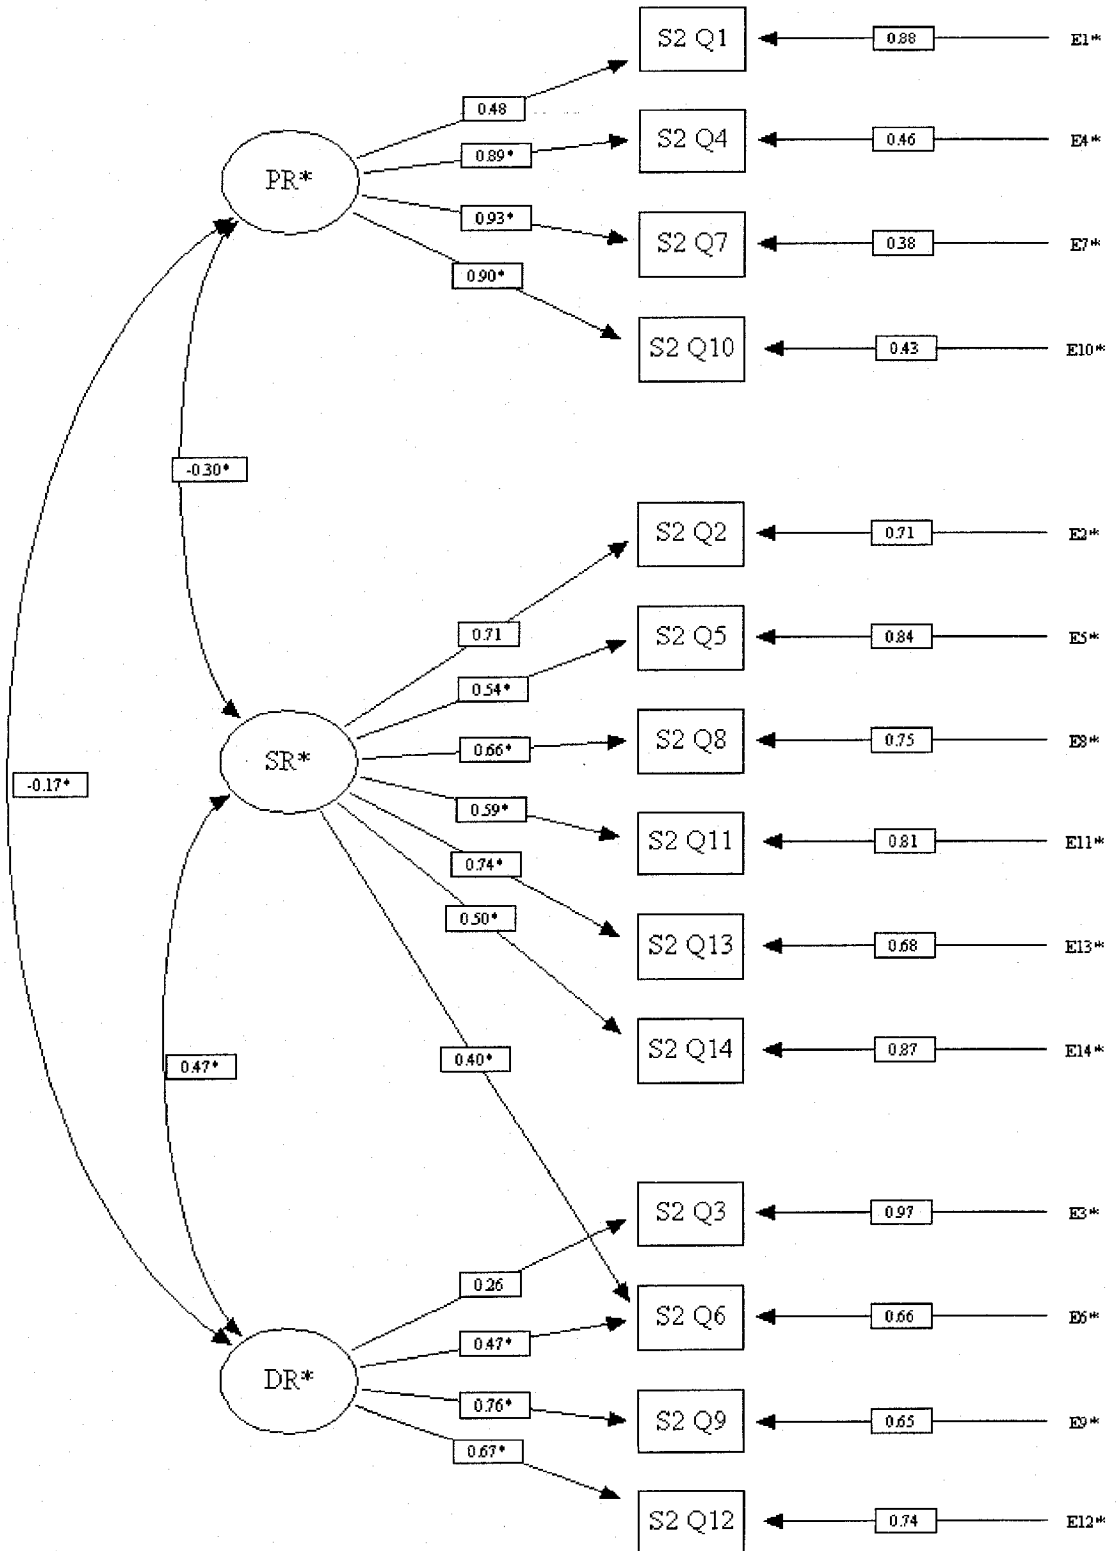 S2 Q1
0.88
E1*
0.48
S2 Q4
0.46
E4*
0.89*
PR*
0.93*
S2 Q7
0.38
E7*
0.90*
S2 Q10
0.43
E10*
-0.30*
S2 Q2
0.71
E2*
0.71
S2 Q5
0.84
E5*
0.54*
S2 Q8
0.75
E8*
0.66*
SR*
-0.17*
0.59*
S2 Q11
0.81
E11*
0.74*
0.50*
S2 Q13
0.68
E13*
S2 Q14
0.87
E14*
0.47*
0.40*
S2 Q3
0.97
E3*
0.26
S2 Q6
0.66
E6*
0.47*
DR*
0.76*
S2 Q9
0.65
E9*
0.67*
S2 Q12
0.74
E12*